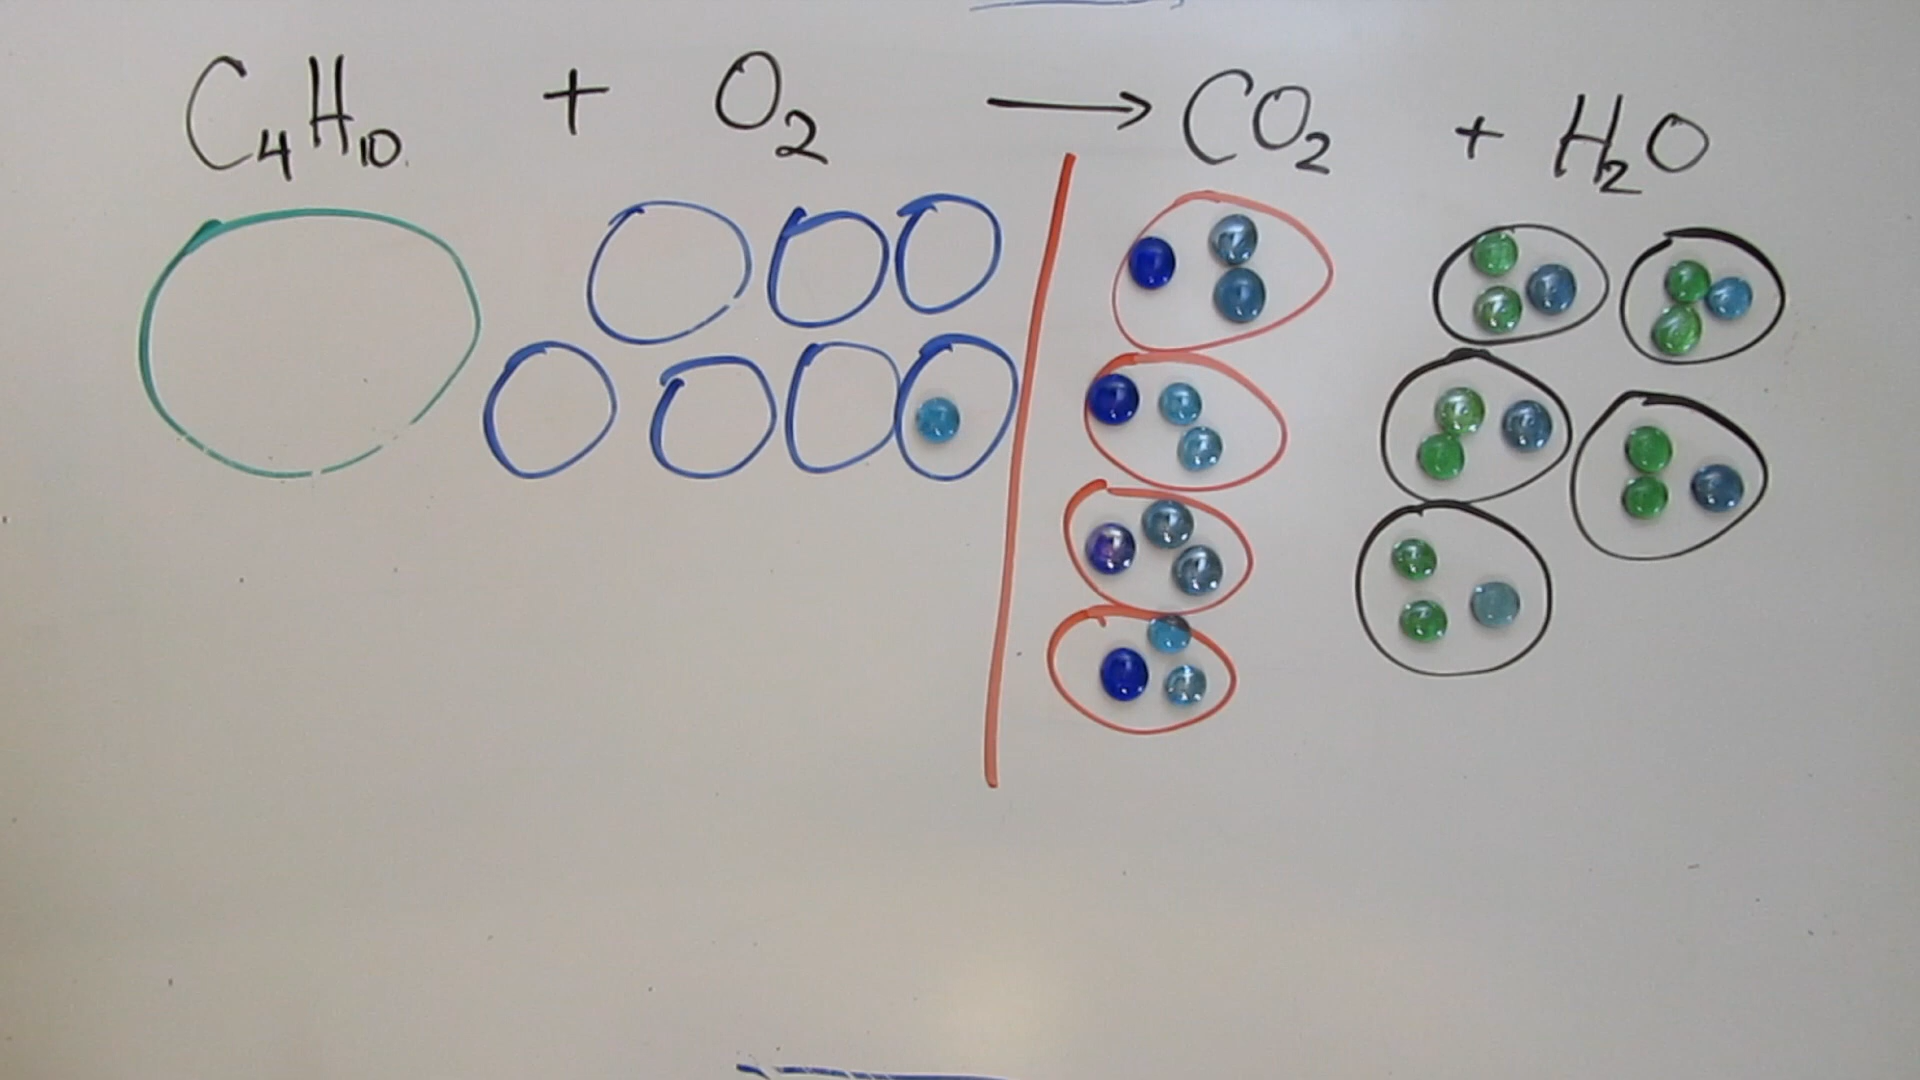 C₄H₁₀ + O₂ → CO₂ + H₂O